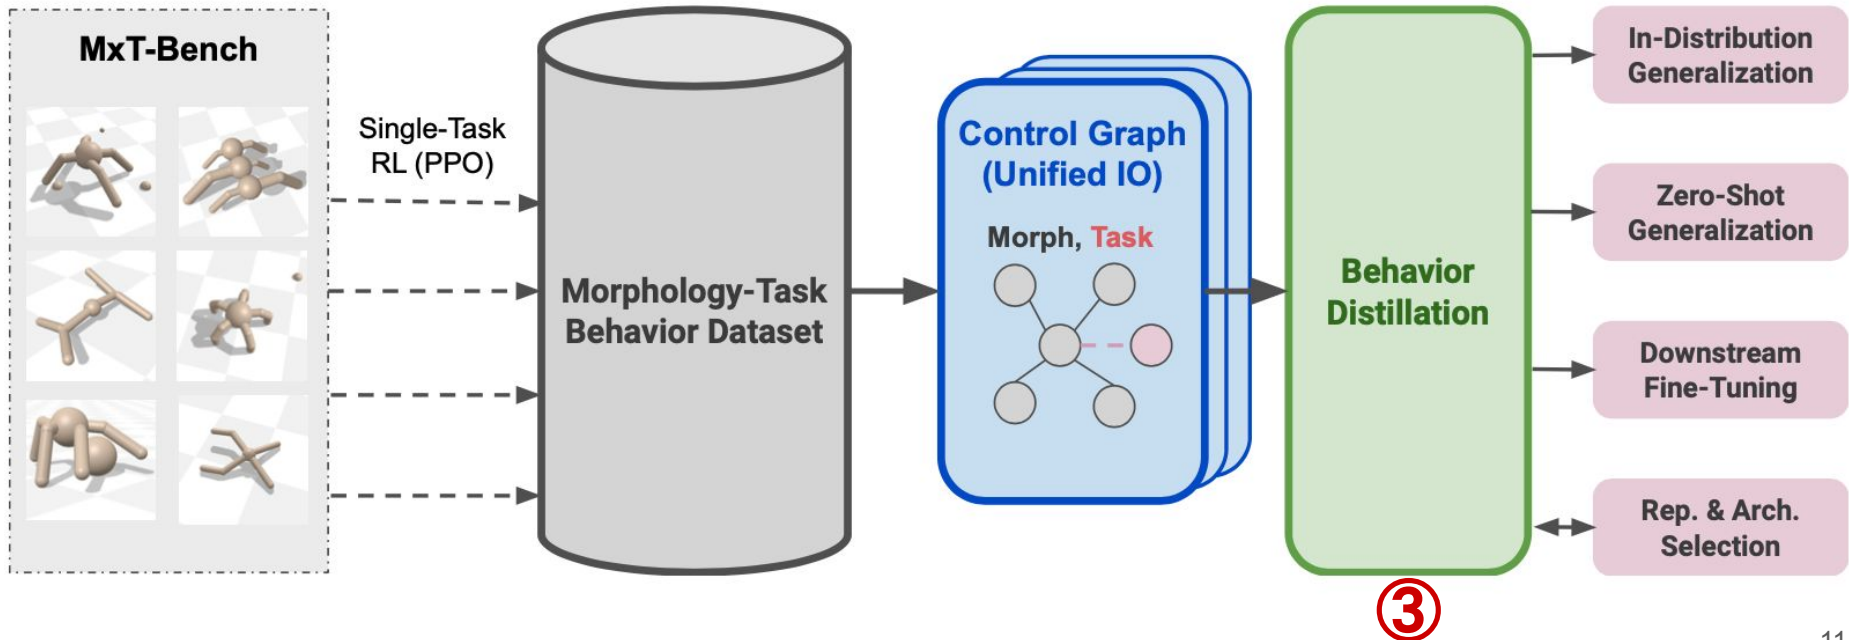 MxT-Bench
Single-Task
RL (PPO)
Morphology-Task
Behavior Dataset
Control Graph
(Unified IO)
Morph, Task
Behavior
Distillation
In-Distribution
Generalization
Zero-Shot
Generalization
Downstream
Fine-Tuning
Rep. & Arch.
Selection
③
11